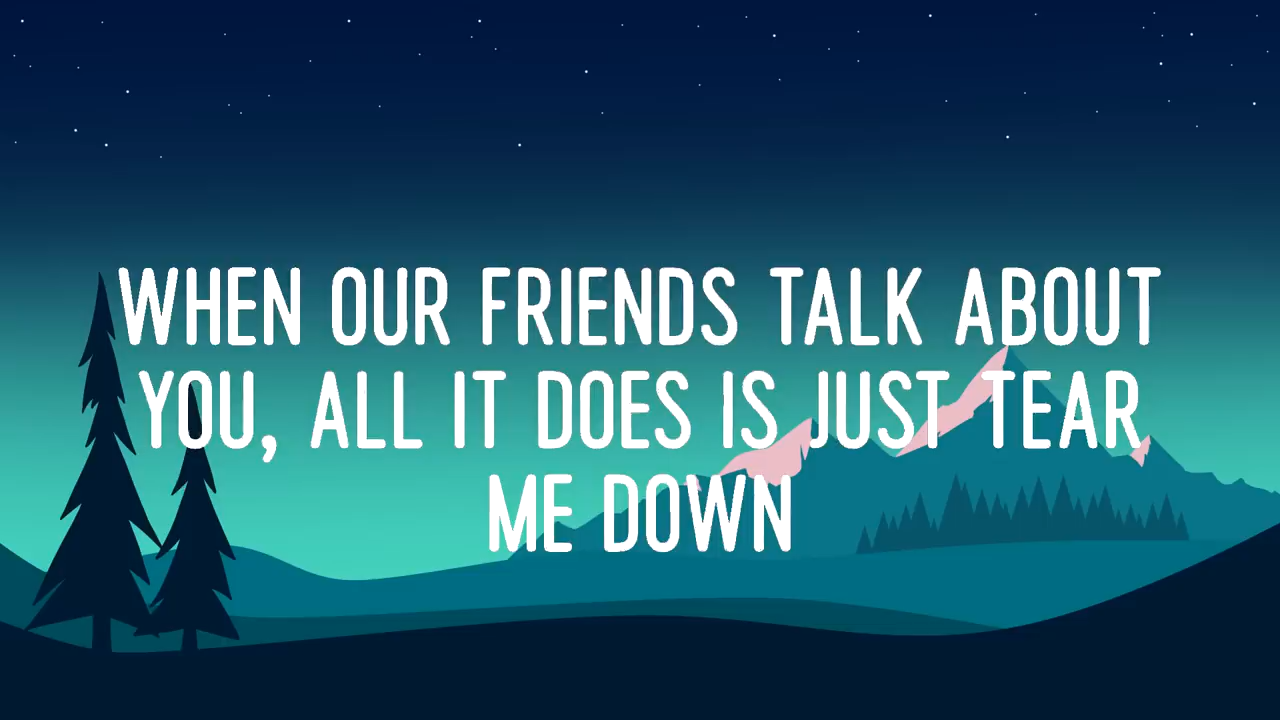 WHEN OUR FRIENDS TALK ABOUT
YOU, ALL IT DOES IS JUST TEAR
ME DOWN